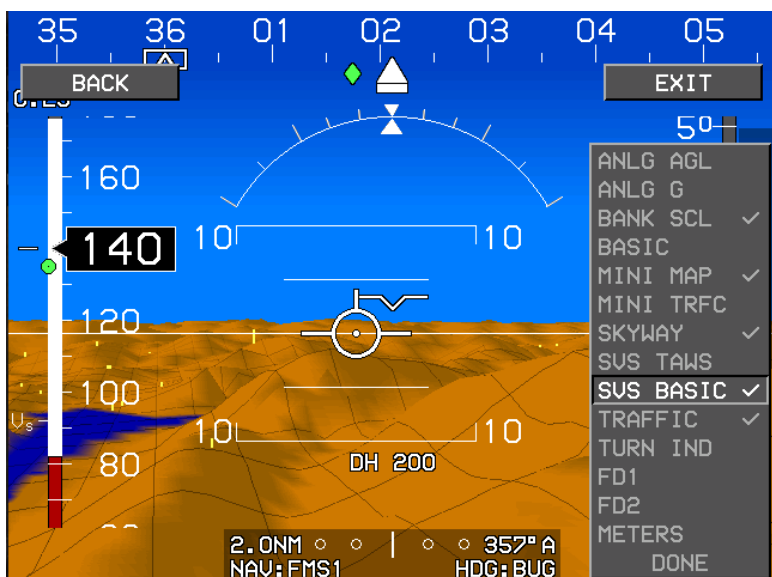 35 36 01 02 03 04 05
BACK
EXIT
5º
ANLG AGL
160
ANLG G
BANK SCL ✓
10 10
140
BASIC
MINI MAP ✓
MINI TRFC
120
SKYWAY ✓
SVS TAWS
100
SVS BASIC ✓
Vs
TRAFFIC ✓
10 10
TURN IND
80
DH 200
FD1
FD2
METERS
2.0NM 357°A
DONE
NAV:FMS1 HDG:BUG